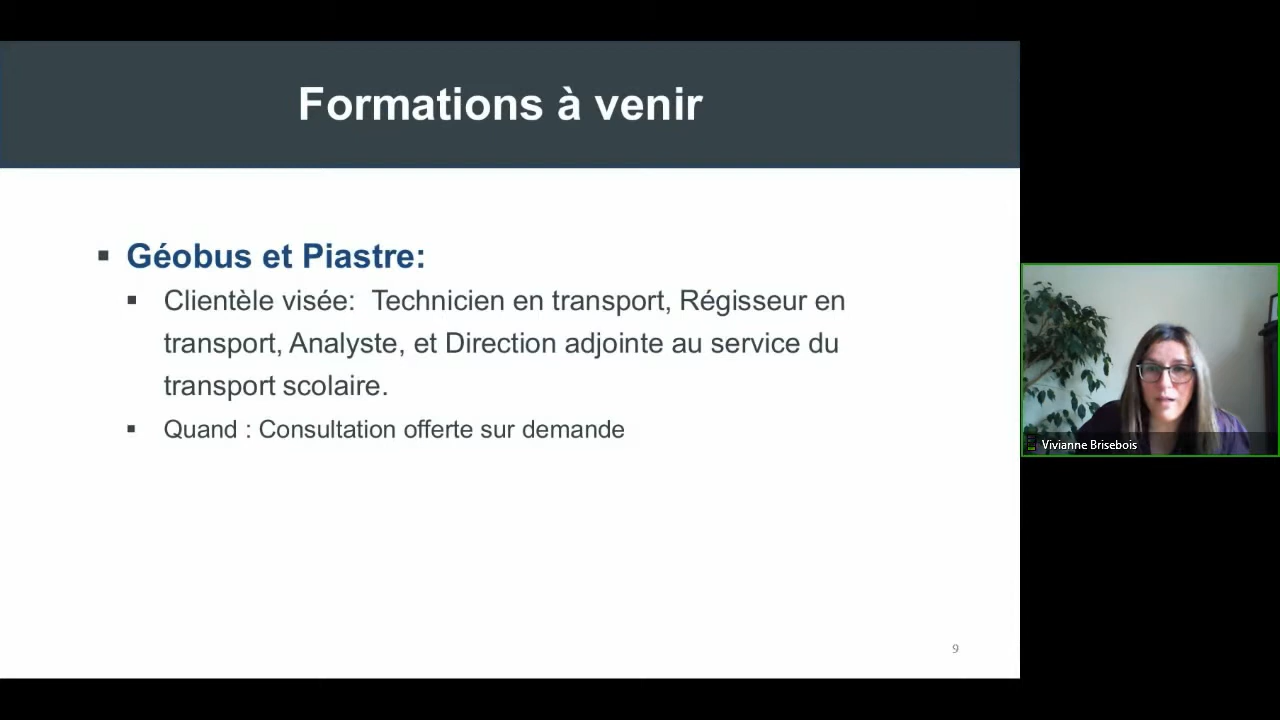 Formations à venir
Géobus et Piastre:
Clientèle visée:  Technicien en transport, Régisseur en
transport, Analyste, et Direction adjointe au service du
transport scolaire.
Quand : Consultation offerte sur demande
9
Vivianne Brisebois